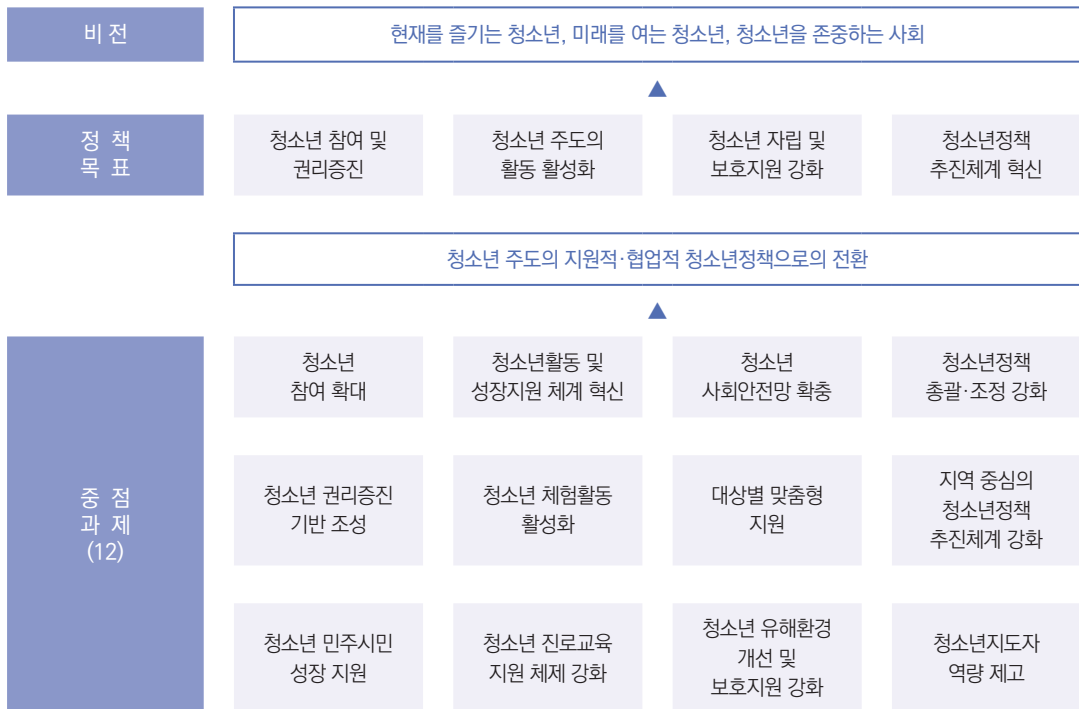 비 전
현재를 즐기는 청소년, 미래를 여는 청소년, 청소년을 존중하는 사회
▲
정 책
목 표
청소년 참여 및
권리증진
청소년 주도의
활동 활성화
청소년 자립 및
보호지원 강화
청소년정책
추진체계 혁신
청소년 주도의 지원적·협업적 청소년정책으로의 전환
▲
중 점
과 제
(12)
청소년
참여 확대
청소년활동 및
성장지원 체계 혁신
청소년
사회안전망 확충
청소년정책
총괄·조정 강화
청소년 권리증진
기반 조성
청소년 체험활동
활성화
대상별 맞춤형
지원
지역 중심의
청소년정책
추진체계 강화
청소년 민주시민
성장 지원
청소년 진로교육
지원 체제 강화
청소년 유해환경
개선 및
보호지원 강화
청소년지도자
역량 제고